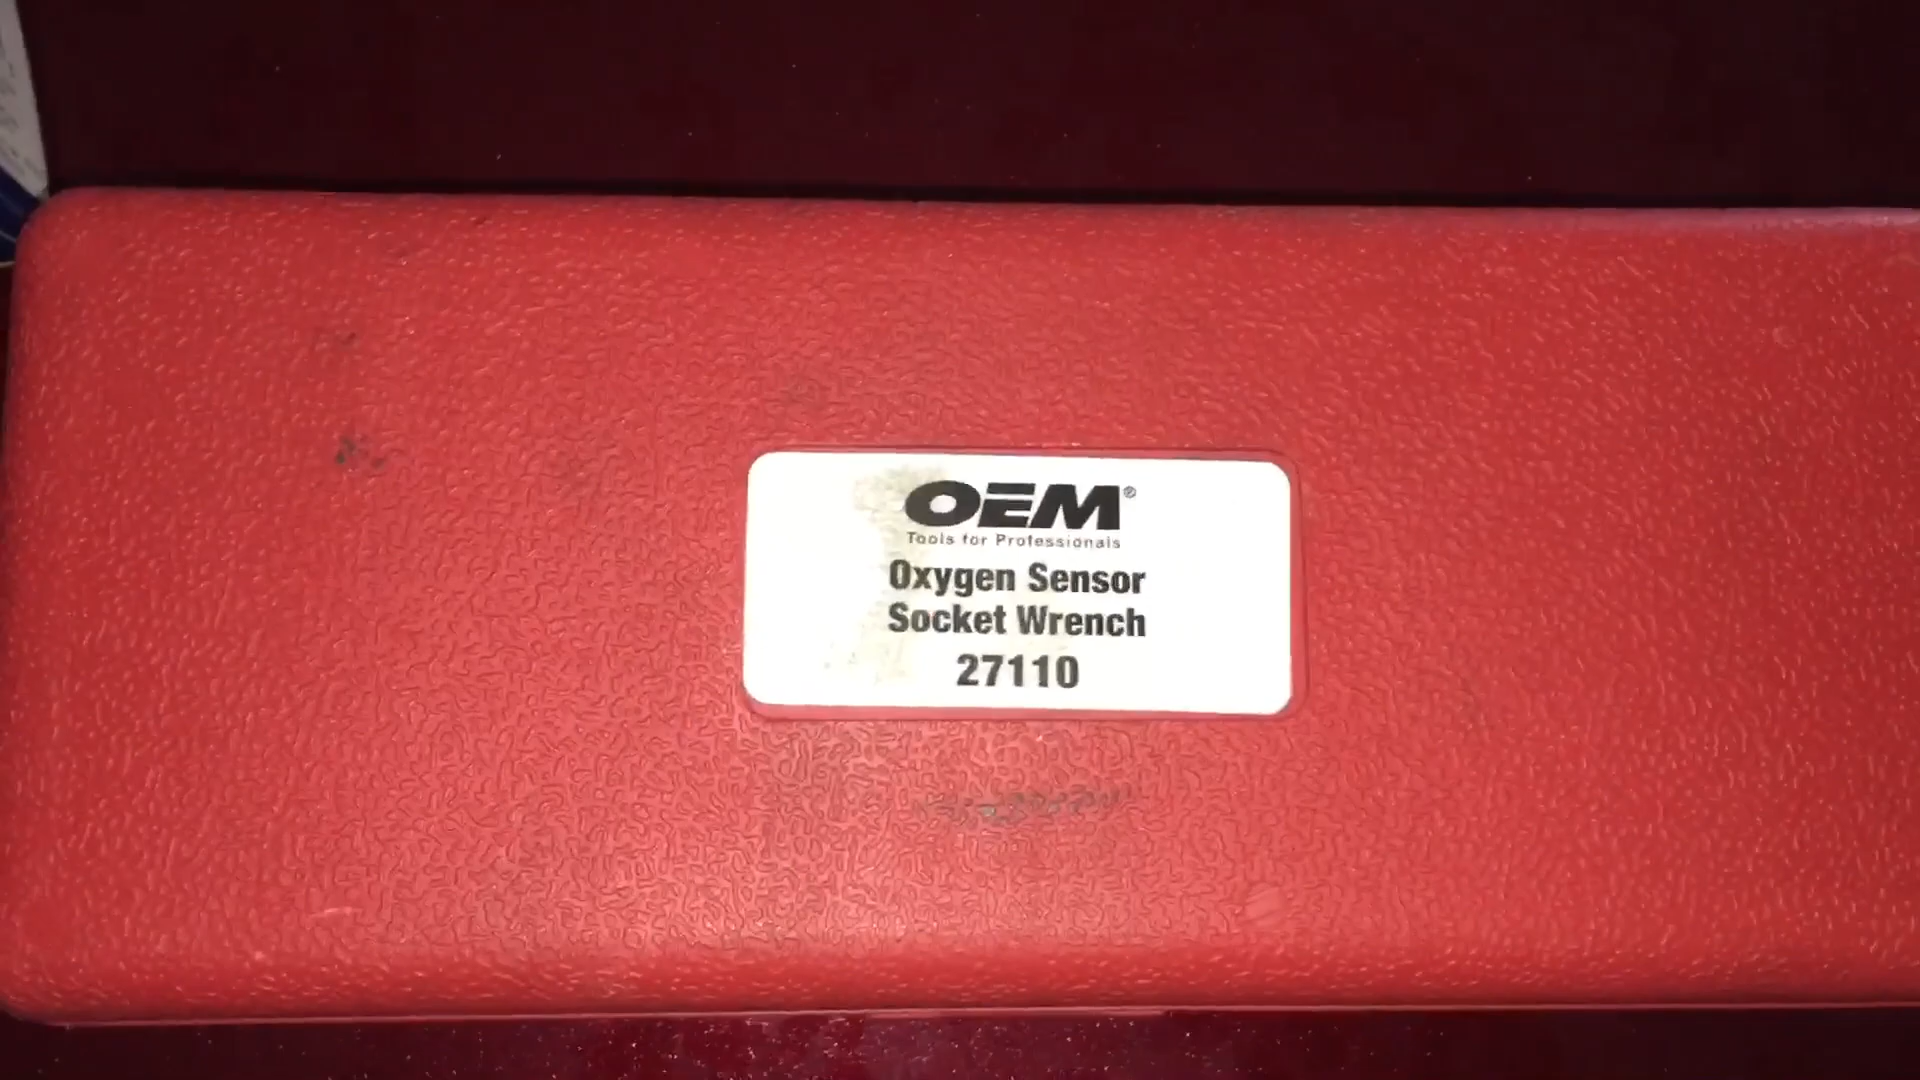 OEM®
Tools for Professionals
Oxygen Sensor
Socket Wrench
27110